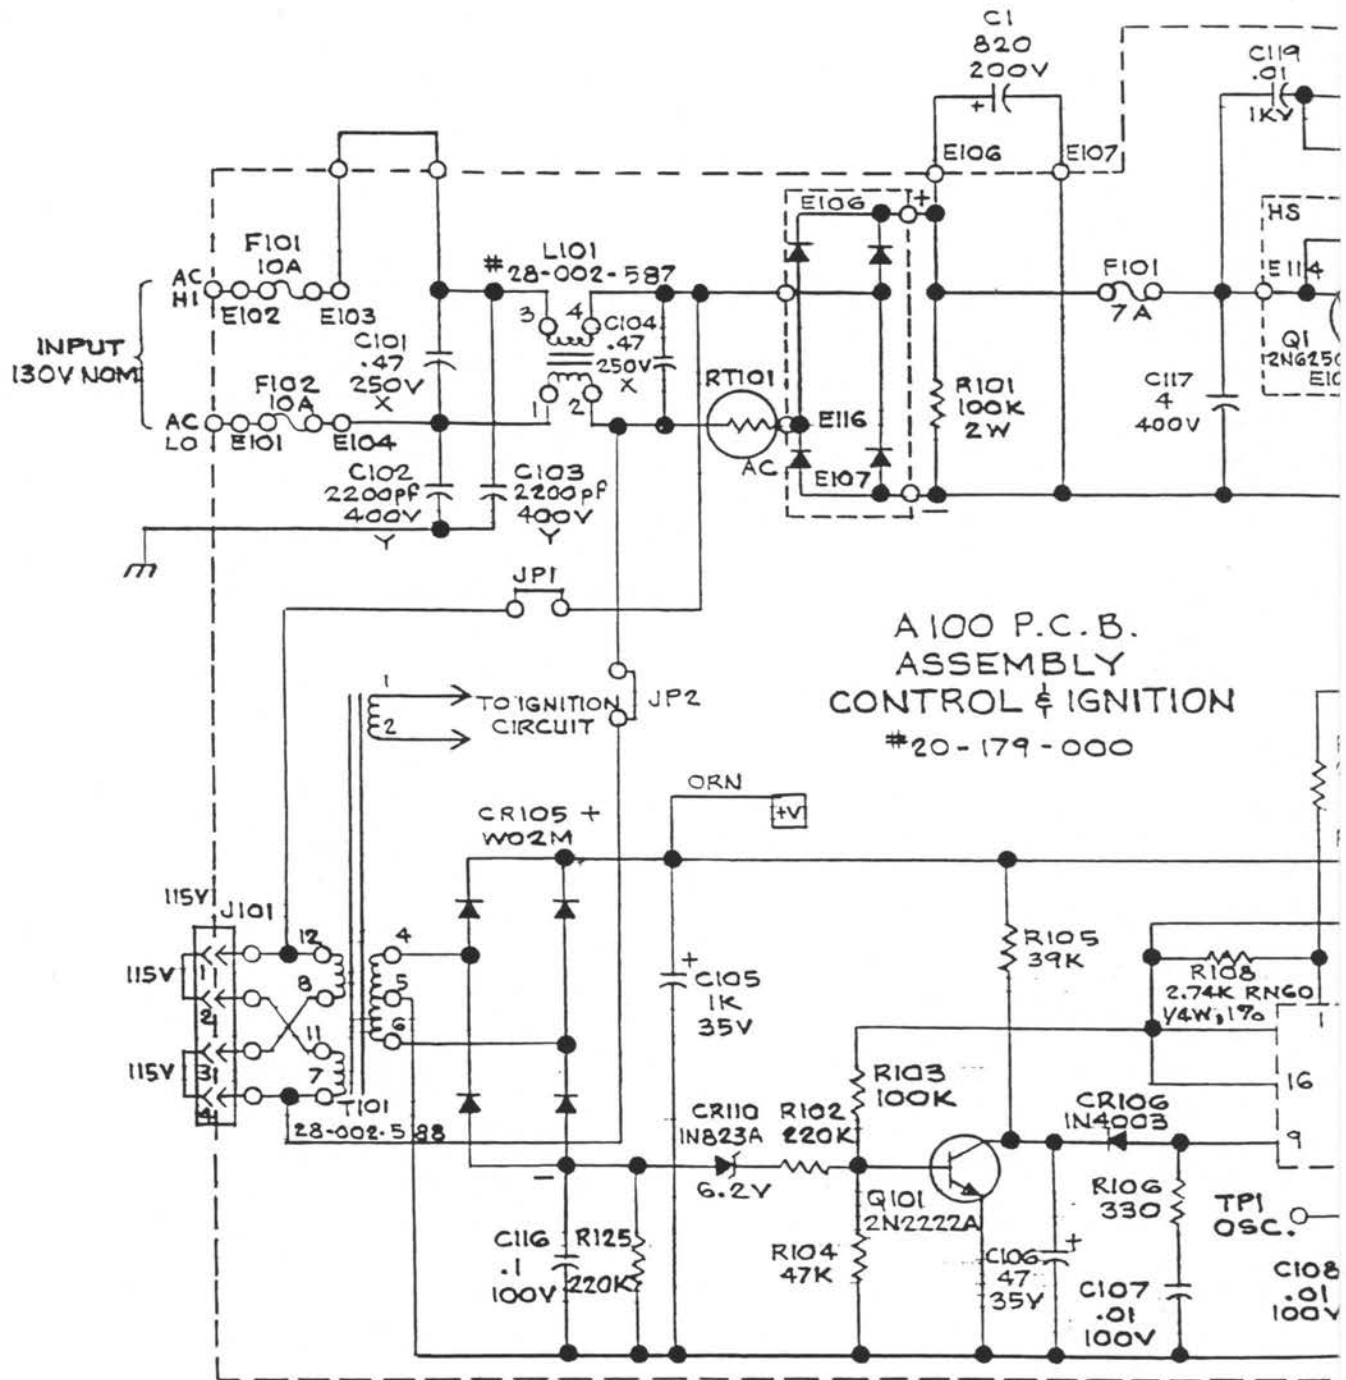 C1
820
200V
+
C119
.01
1KV
E106
E107
E106
+
HS
F101
10A
# L101
28-002-587
AC
HI
E102
E103
3
4
C104
.47
250V
X
F101
7A
E114
Q1
INPUT
130V NOM
C101
.47
250V
X
F102
10A
RT101
R101
100K
2W
C117
4
400V
1
2
AC
LO
E101
E104
E116
AC
E107
C102
2200pf
400V
Y
C103
2200pf
400V
Y
—
JP1
A100 P.C.B.
ASSEMBLY
CONTROL & IGNITION
#20-179-000
1
2
TO IGNITION
CIRCUIT
JP2
ORN
+V
CR105 +
W02M
115V
J101
12
4
115V
1
8
5
2
11
6
115V
3
7
4
T101
28-002-588
C105
1K
35V
+
R105
39K
R108
2.74K RN60
1/4W, 1%
1
16
9
R103
100K
CR106
1N4003
CR110
1N823A
6.2V
R102
220K
—
Q101
2N2222A
R106
330
TP1
OSC.
C116
.1
100V
R125
220K
R104
47K
C106
47
35V
+
C107
.01
100V
C108
.01
100V